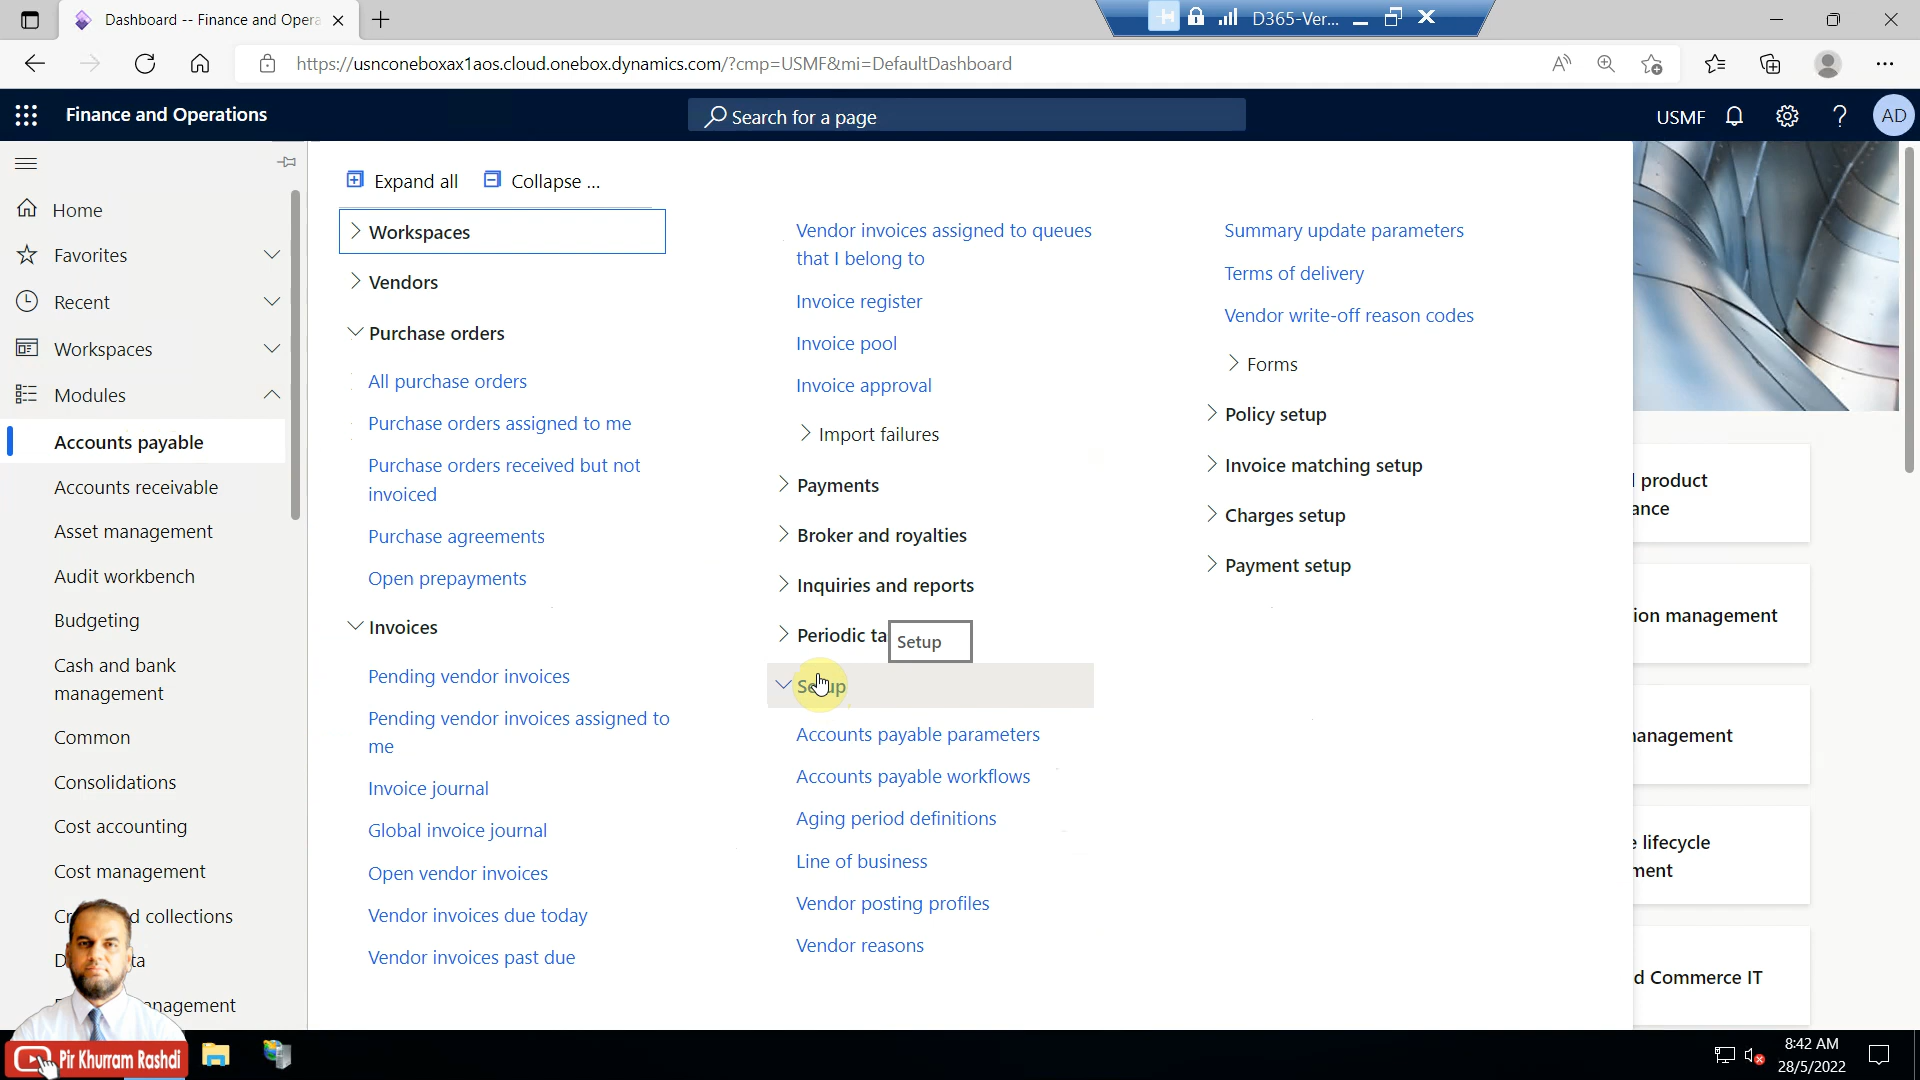 Dashboard -- Finance and Opera
D365-Ver...
https://usnconeboxax1aos.cloud.onebox.dynamics.com/?cmp=USMF&mi=DefaultDashboard
Finance and Operations
Search for a page
USMF
AD
Home
Favorites
Recent
Workspaces
Modules
Accounts payable
Accounts receivable
Asset management
Audit workbench
Budgeting
Cash and bank
management
Common
Consolidations
Cost accounting
Cost management
d collections
ta
nagement
Pir Khurram Rashdi
Expand all
Collapse ...
Workspaces
Vendors
Purchase orders
All purchase orders
Purchase orders assigned to me
Purchase orders received but not
invoiced
Purchase agreements
Open prepayments
Invoices
Pending vendor invoices
Pending vendor invoices assigned to
me
Invoice journal
Global invoice journal
Open vendor invoices
Vendor invoices due today
Vendor invoices past due
Vendor invoices assigned to queues
that I belong to
Invoice register
Invoice pool
Invoice approval
Import failures
Payments
Broker and royalties
Inquiries and reports
Periodic ta
Setup
Setup
Accounts payable parameters
Accounts payable workflows
Aging period definitions
Line of business
Vendor posting profiles
Vendor reasons
Summary update parameters
Terms of delivery
Vendor write-off reason codes
Forms
Policy setup
Invoice matching setup
Charges setup
Payment setup
product
ance
ion management
anagement
lifecycle
ment
d Commerce IT
8:42 AM
28/5/2022